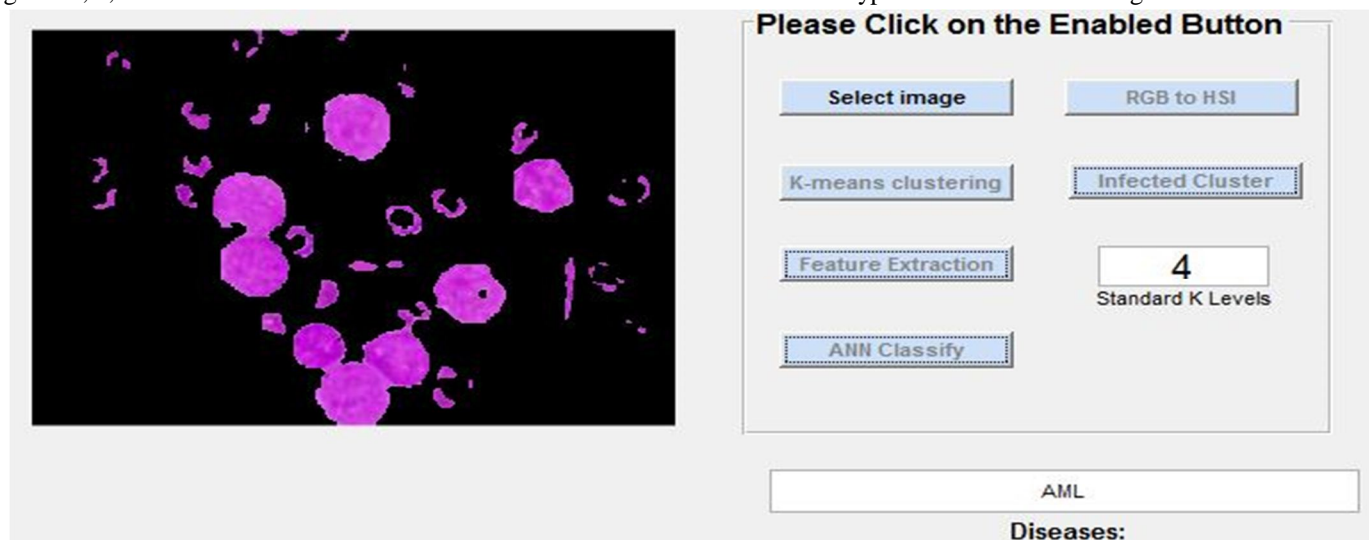 Please Click on the Enabled Button
Select image
RGB to HSI
K-means clustering
Infected Cluster
Feature Extraction
4
Standard K Levels
ANN Classify
AML
Diseases: